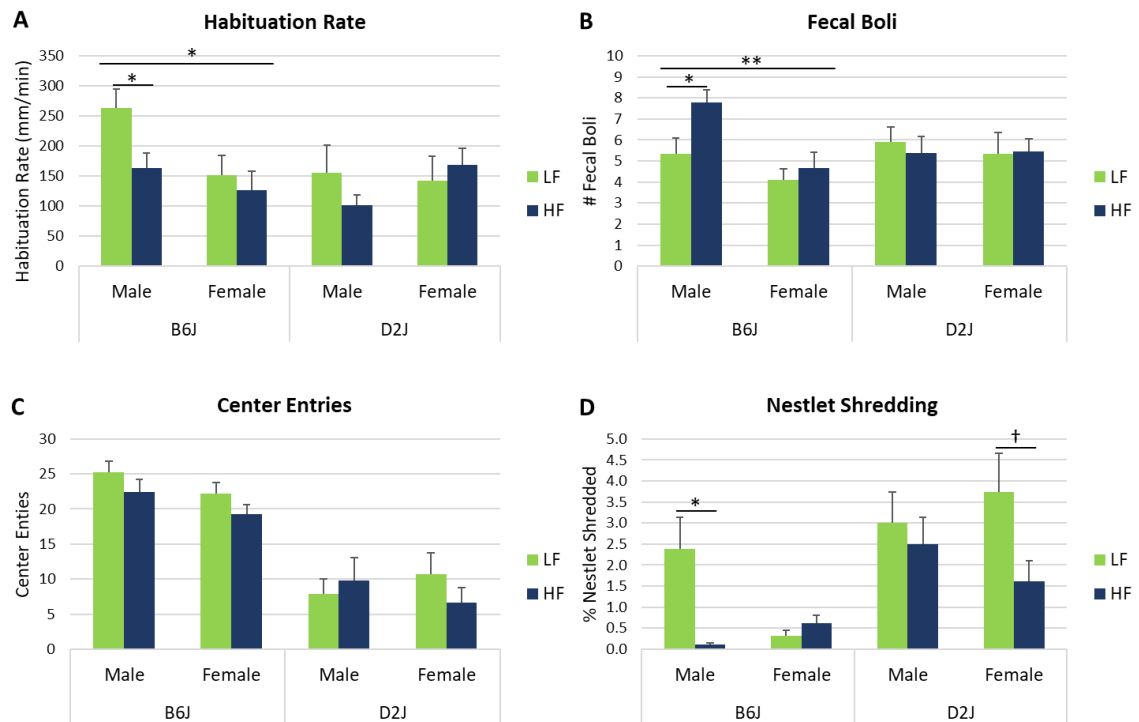 A
Habituation Rate
Habituation Rate (mm/min)
350
300
250
200
150
100
50
0
*
*
Male
Female
Male
Female
B6J
D2J
LF
HF
B
Fecal Boli
# Fecal Boli
10
9
8
7
6
5
4
3
2
1
0
**
*
Male
Female
Male
Female
B6J
D2J
LF
HF
C
Center Entries
Center Enties
30
25
20
15
10
5
0
Male
Female
Male
Female
B6J
D2J
LF
HF
D
Nestlet Shredding
% Nestlet Shredded
5.0
4.5
4.0
3.5
3.0
2.5
2.0
1.5
1.0
0.5
0.0
*
†
Male
Female
Male
Female
B6J
D2J
LF
HF